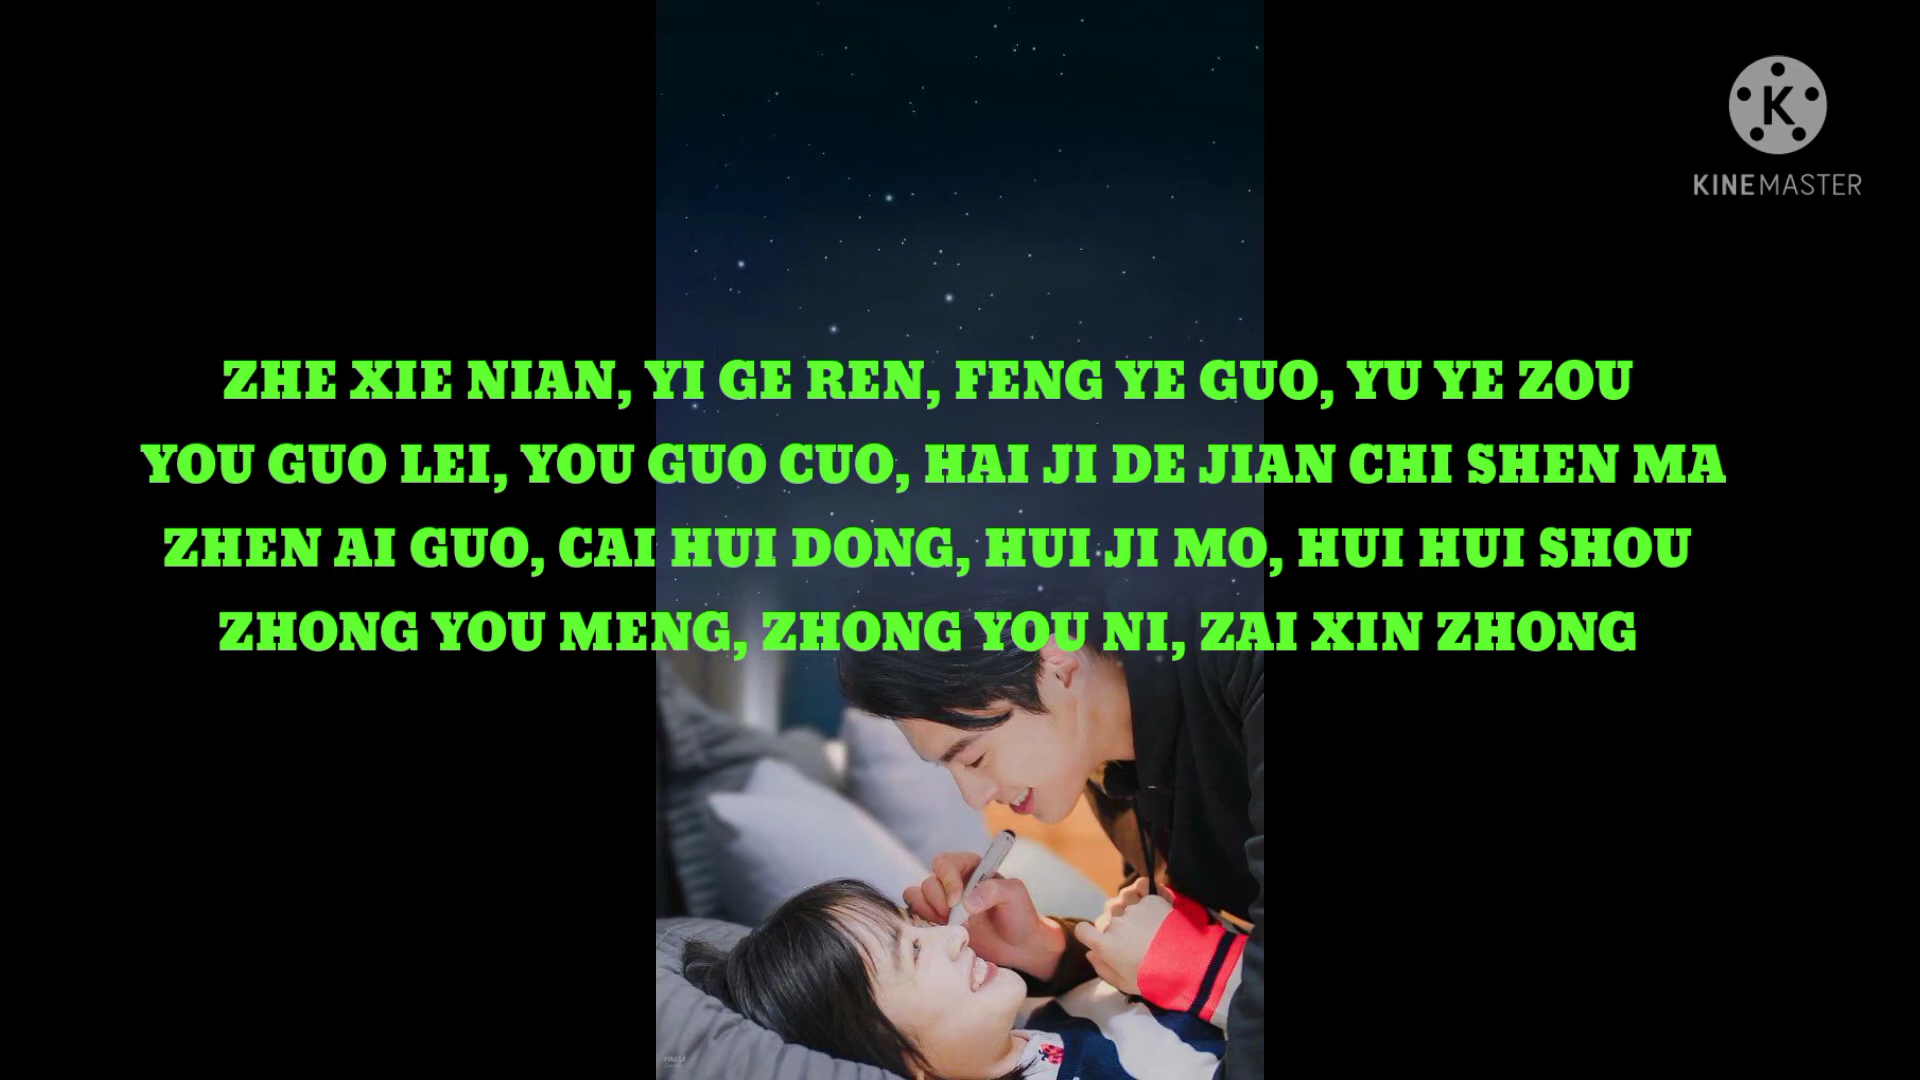 KINEMASTER
ZHE XIE NIAN, YI GE REN, FENG YE GUO, YU YE ZOU
YOU GUO LEI, YOU GUO CUO, HAI JI DE JIAN CHI SHEN MA
ZHEN AI GUO, CAI HUI DONG, HUI JI MO, HUI HUI SHOU
ZHONG YOU MENG, ZHONG YOU NI, ZAI XIN ZHONG